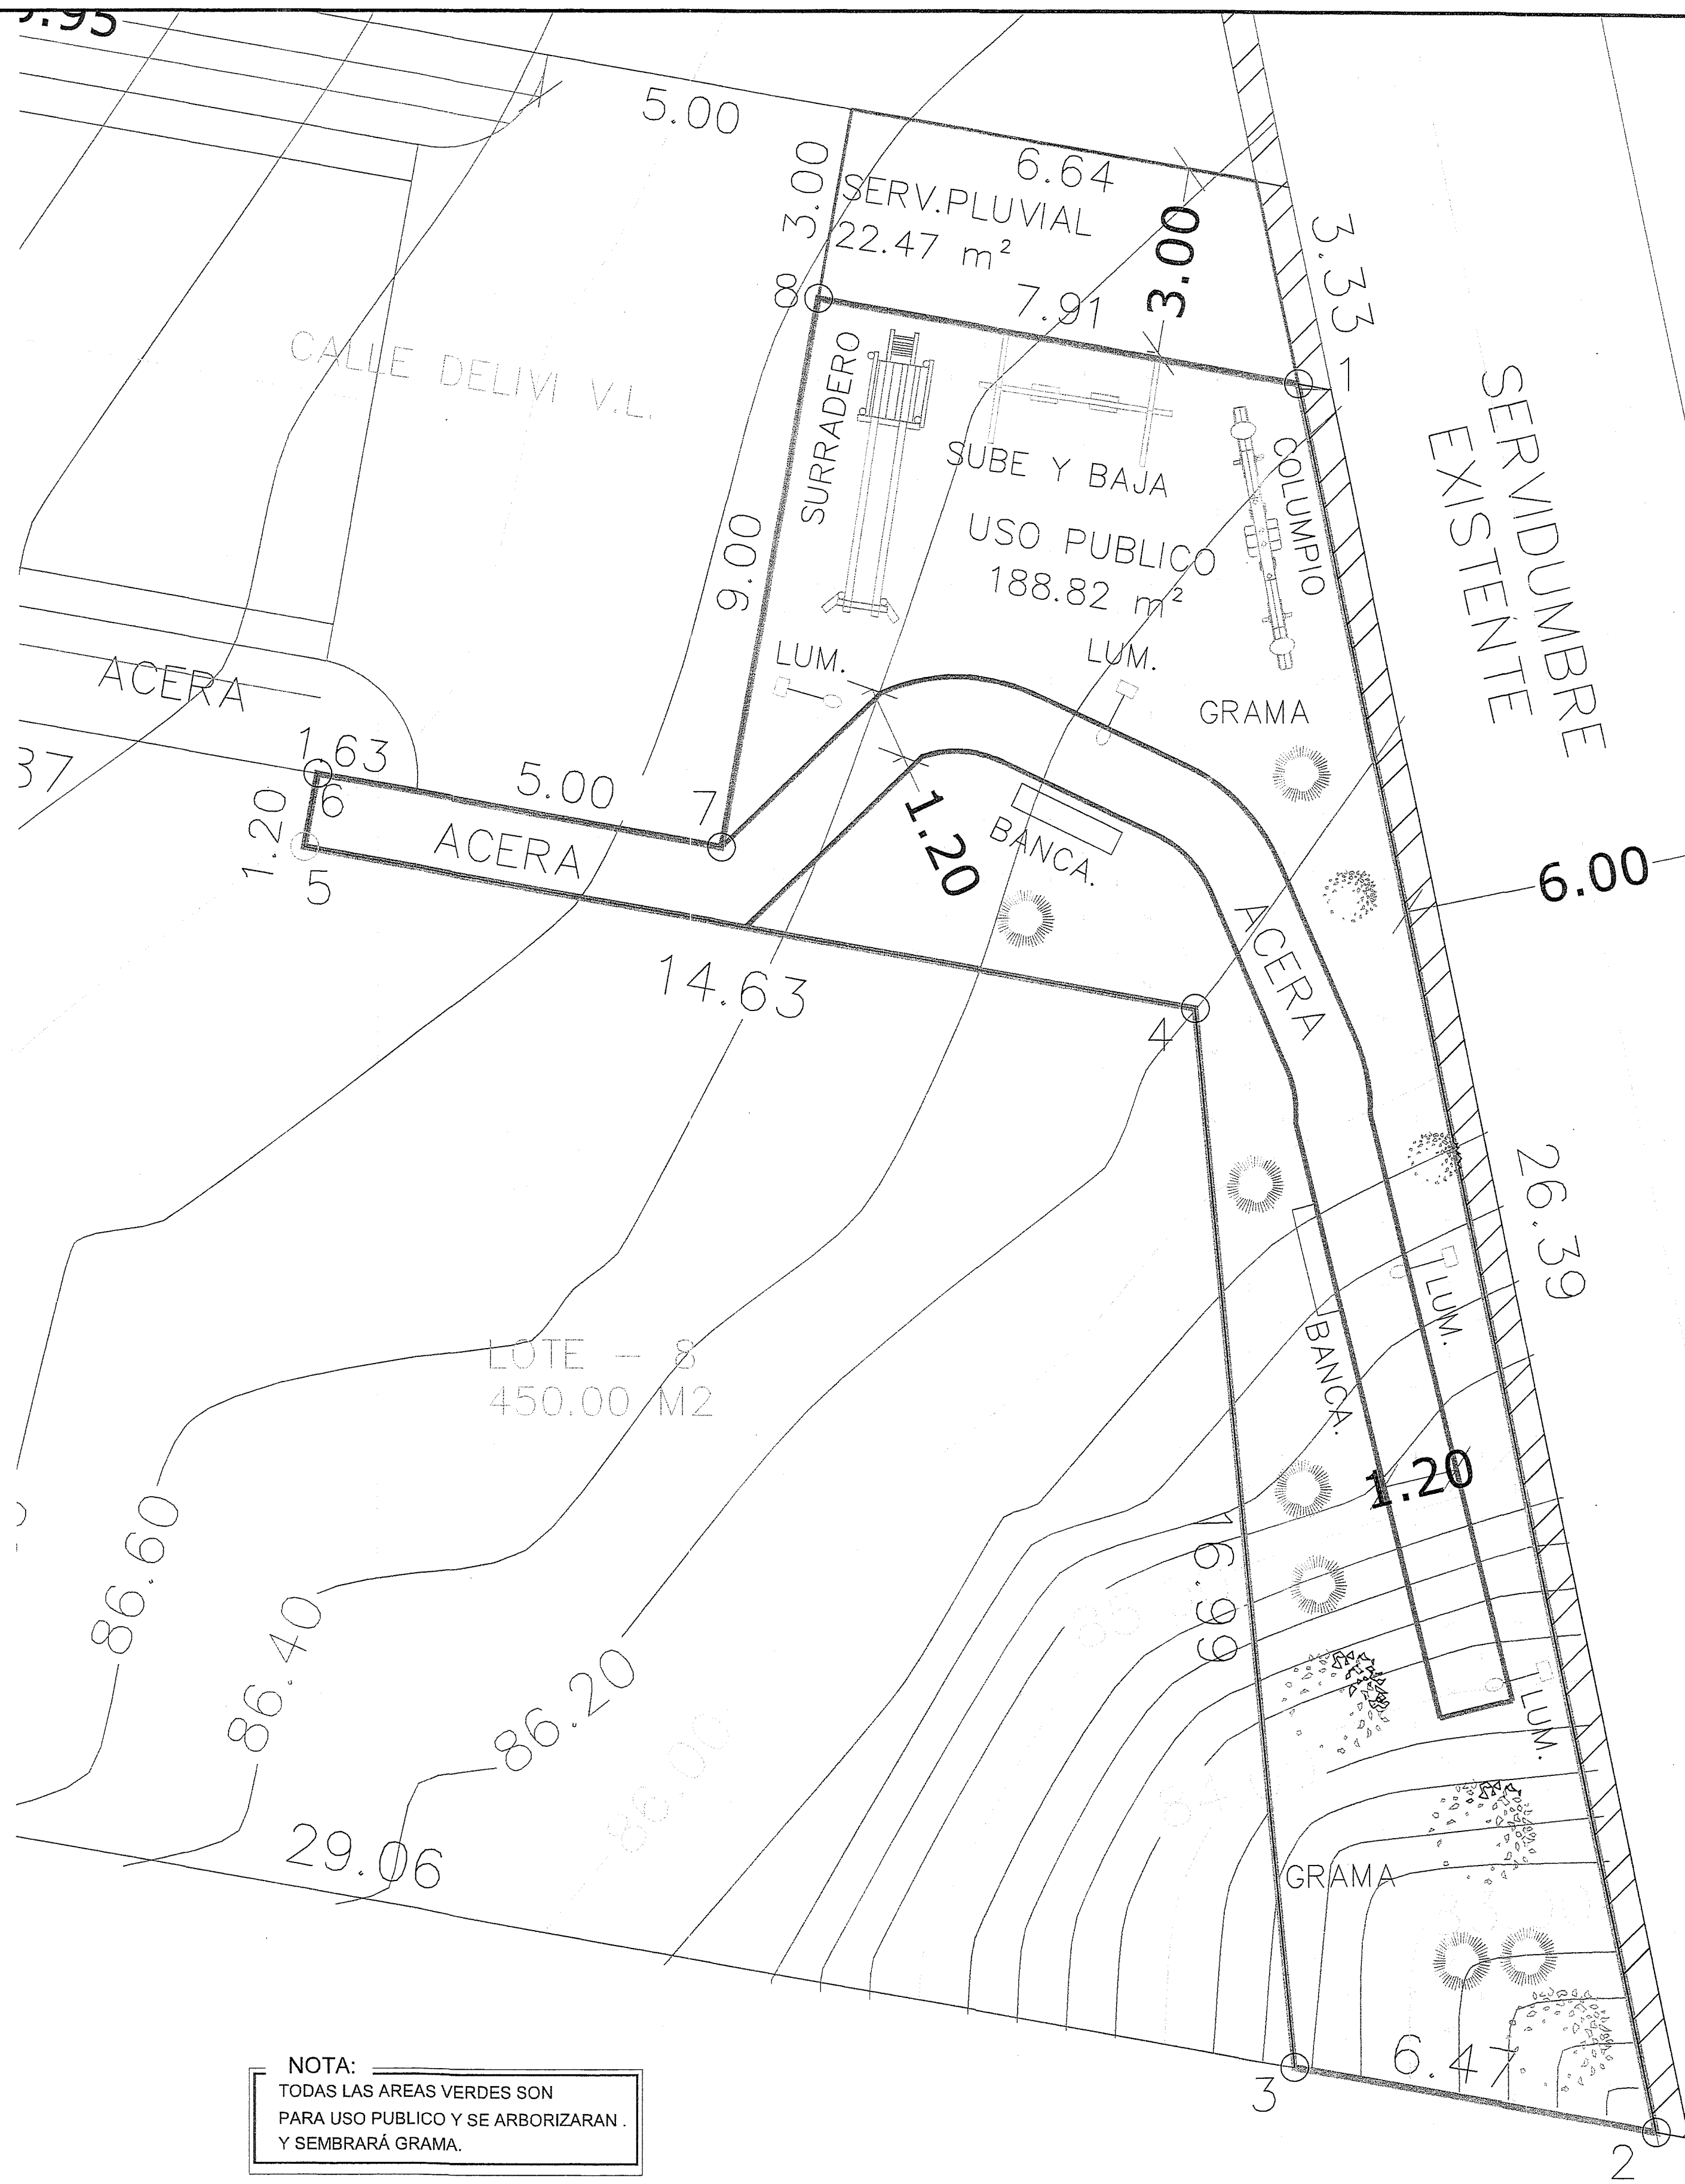 5.00
6.64
3.00
SERV.PLUVIAL
22.47 m²
3.00
3.33
8
7.91
1
CALLE DELIVI V.L.
SURRADERO
SUBE Y BAJA
COLUMPIO
SERVIDUMBRE
EXISTENTE
USO PUBLICO
188.82 m²
9.00
LUM.
LUM.
ACERA
GRAMA
1.63
5.00
7
37
6
1.20
5
ACERA
1.20
BANCA.
6.00
ACERA
14.63
4
26.39
LUM.
BANCA.
LOTE - 8
450.00 M2
1.20
16.99
86.60
86.40
86.20
86.00
LUM.
29.06
GRAMA
6.47
3
2
NOTA:
TODAS LAS AREAS VERDES SON
PARA USO PUBLICO Y SE ARBORIZARAN .
Y SEMBRARÁ GRAMA.